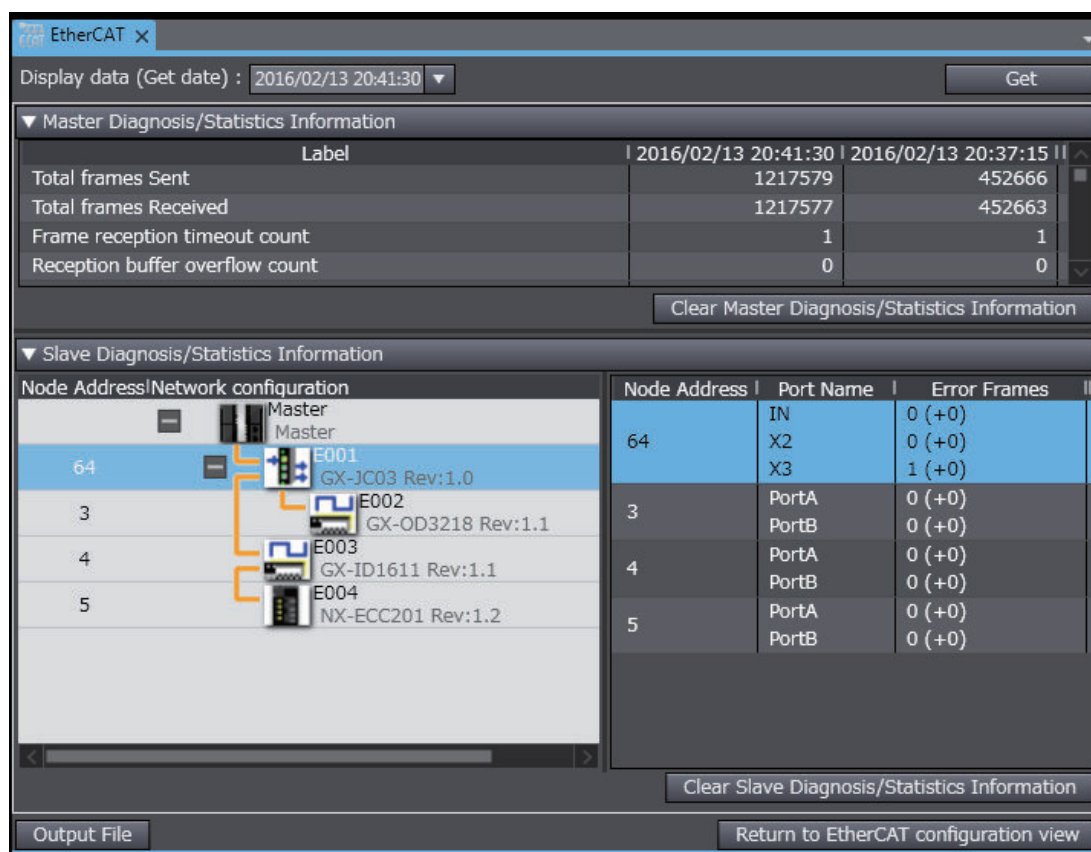 EtherCAT
Display data (Get date) : 2016/02/13 20:41:30 Get
Master Diagnosis/Statistics Information
Label 2016/02/13 20:41:30 2016/02/13 20:37:15
Total frames Sent 1217579 452666
Total frames Received 1217577 452663
Frame reception timeout count 1 1
Reception buffer overflow count 0 0
Clear Master Diagnosis/Statistics Information
Slave Diagnosis/Statistics Information
Node Address Network configuration
Master
Master
64 E001
GX-JC03 Rev:1.0
3 E002
GX-OD3218 Rev:1.1
4 E003
GX-ID1611 Rev:1.1
5 E004
NX-ECC201 Rev:1.2
Node Address Port Name Error Frames
64 IN 0 (+0)
X2 0 (+0)
X3 1 (+0)
3 PortA 0 (+0)
PortB 0 (+0)
4 PortA 0 (+0)
PortB 0 (+0)
5 PortA 0 (+0)
PortB 0 (+0)
Clear Slave Diagnosis/Statistics Information
Output File Return to EtherCAT configuration view